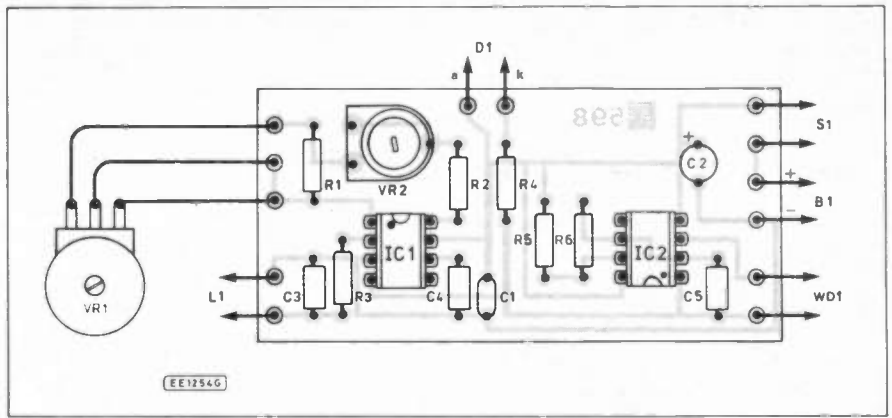 D1
a k
598
S1
+
C2
R1
VR2
R2
R4
+
B1
−
R5
R6
IC1
IC2
L1
C3
R3
C4
C1
C5
WD1
VR1
EE1254G